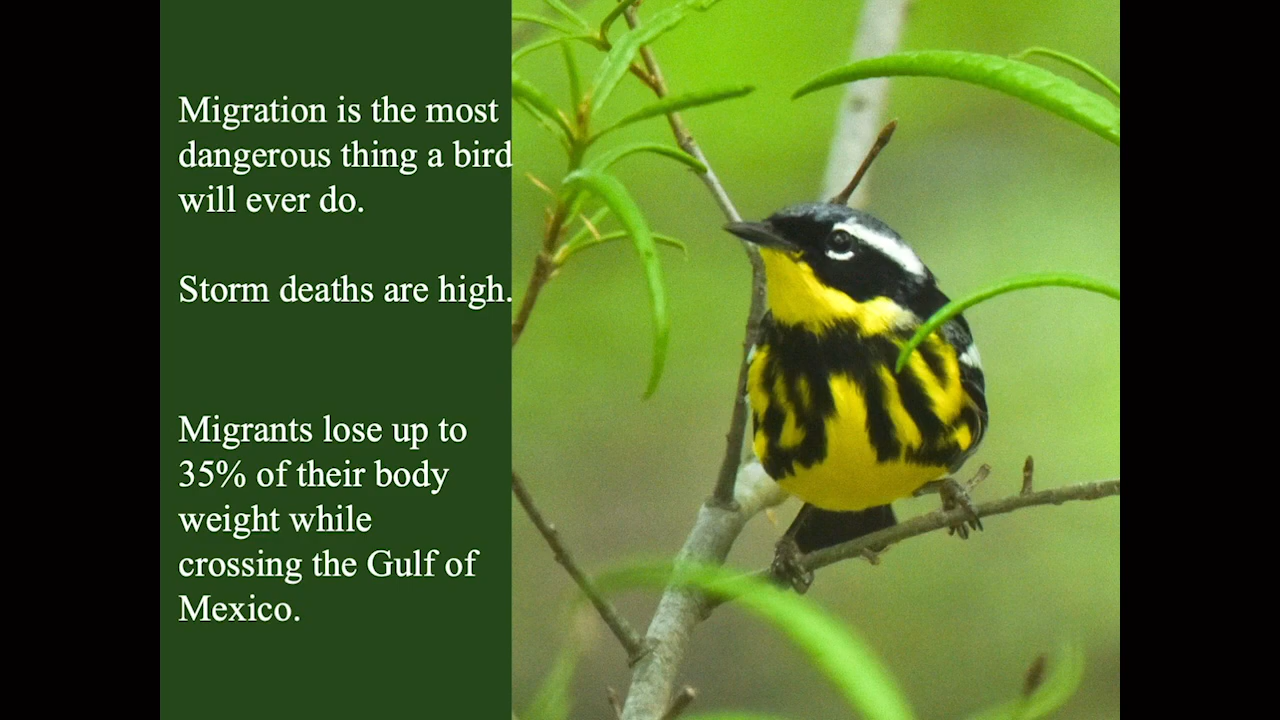 Migration is the most
dangerous thing a bird
will ever do.
Storm deaths are high.
Migrants lose up to
35% of their body
weight while
crossing the Gulf of
Mexico.